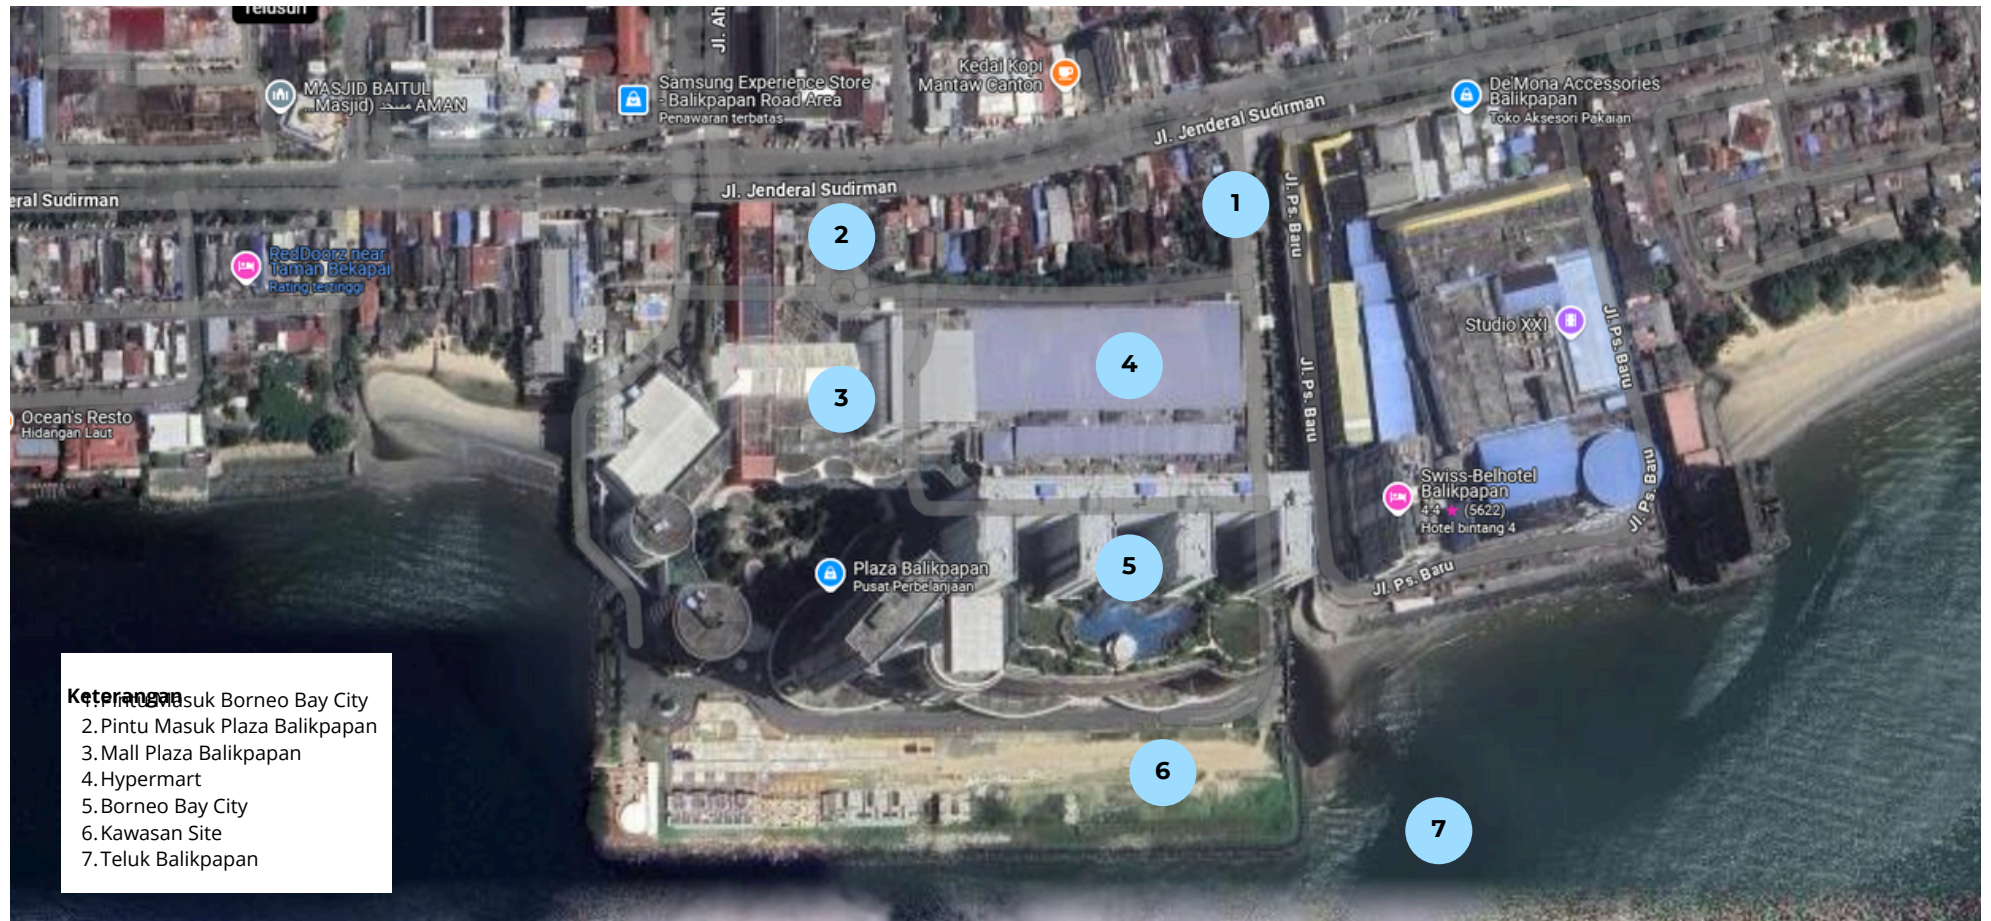 Telusuri
Jl. Ah
MASJID BAITUL
...Masjid) مسجد AMAN
Samsung Experience Store
- Balikpapan Road Area
Penawaran terbatas
Kedai Kopi
Mantaw Canton
Jl. Jenderal Sudirman
De'Mona Accessories
Balikpapan
Toko Aksesori Pakaian
eral Sudirman
Jl. Jenderal Sudirman
1
2
Jl. Ps. Baru
RedDoorz near
Taman Bekapai
Rating tertinggi
Studio XXI
Jl. Ps. Baru
3
4
Jl. Ps. Baru
Ocean's Resto
Hidangan Laut
Swiss-Belhotel
Balikpapan
4.4 ★ (5622)
Hotel bintang 4
Jl. Ps. Baru
Plaza Balikpapan
Pusat Perbelanjaan
5
Jl. Ps. Baru
Keterangan
1. Pintu Masuk Borneo Bay City
2. Pintu Masuk Plaza Balikpapan
3. Mall Plaza Balikpapan
4. Hypermart
5. Borneo Bay City
6. Kawasan Site
7. Teluk Balikpapan
6
7